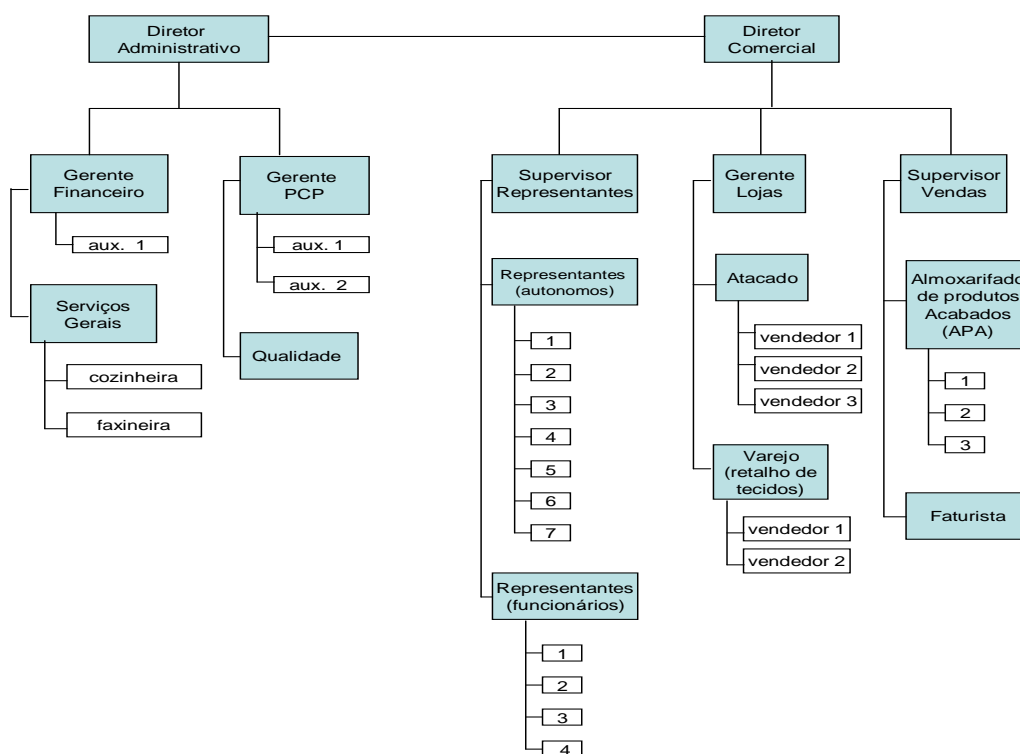 Diretor
Administrativo
Diretor
Comercial
Gerente
Financeiro
aux. 1
Serviços
Gerais
cozinheira
faxineira
Gerente
PCP
aux. 1
aux. 2
Qualidade
Supervisor
Representantes
Representantes
(autonomos)
1
2
3
4
5
6
7
Representantes
(funcionários)
1
2
3
4
Gerente
Lojas
Atacado
vendedor 1
vendedor 2
vendedor 3
Varejo
(retalho de
tecidos)
vendedor 1
vendedor 2
Supervisor
Vendas
Almoxarifado
de produtos
Acabados
(APA)
1
2
3
Faturista